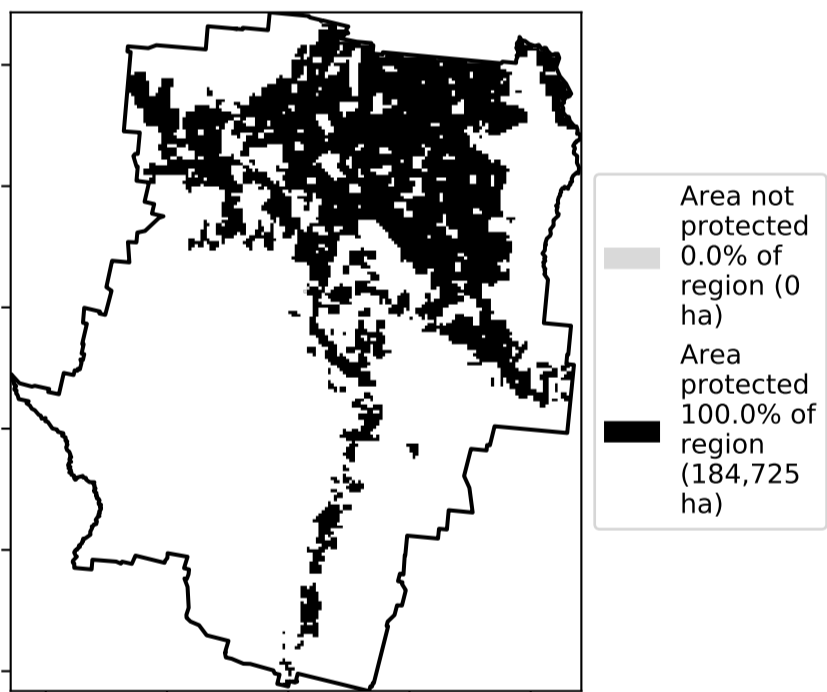 Area not
protected
0.0% of
region (0
ha)
Area
protected
100.0% of
region
(184,725
ha)